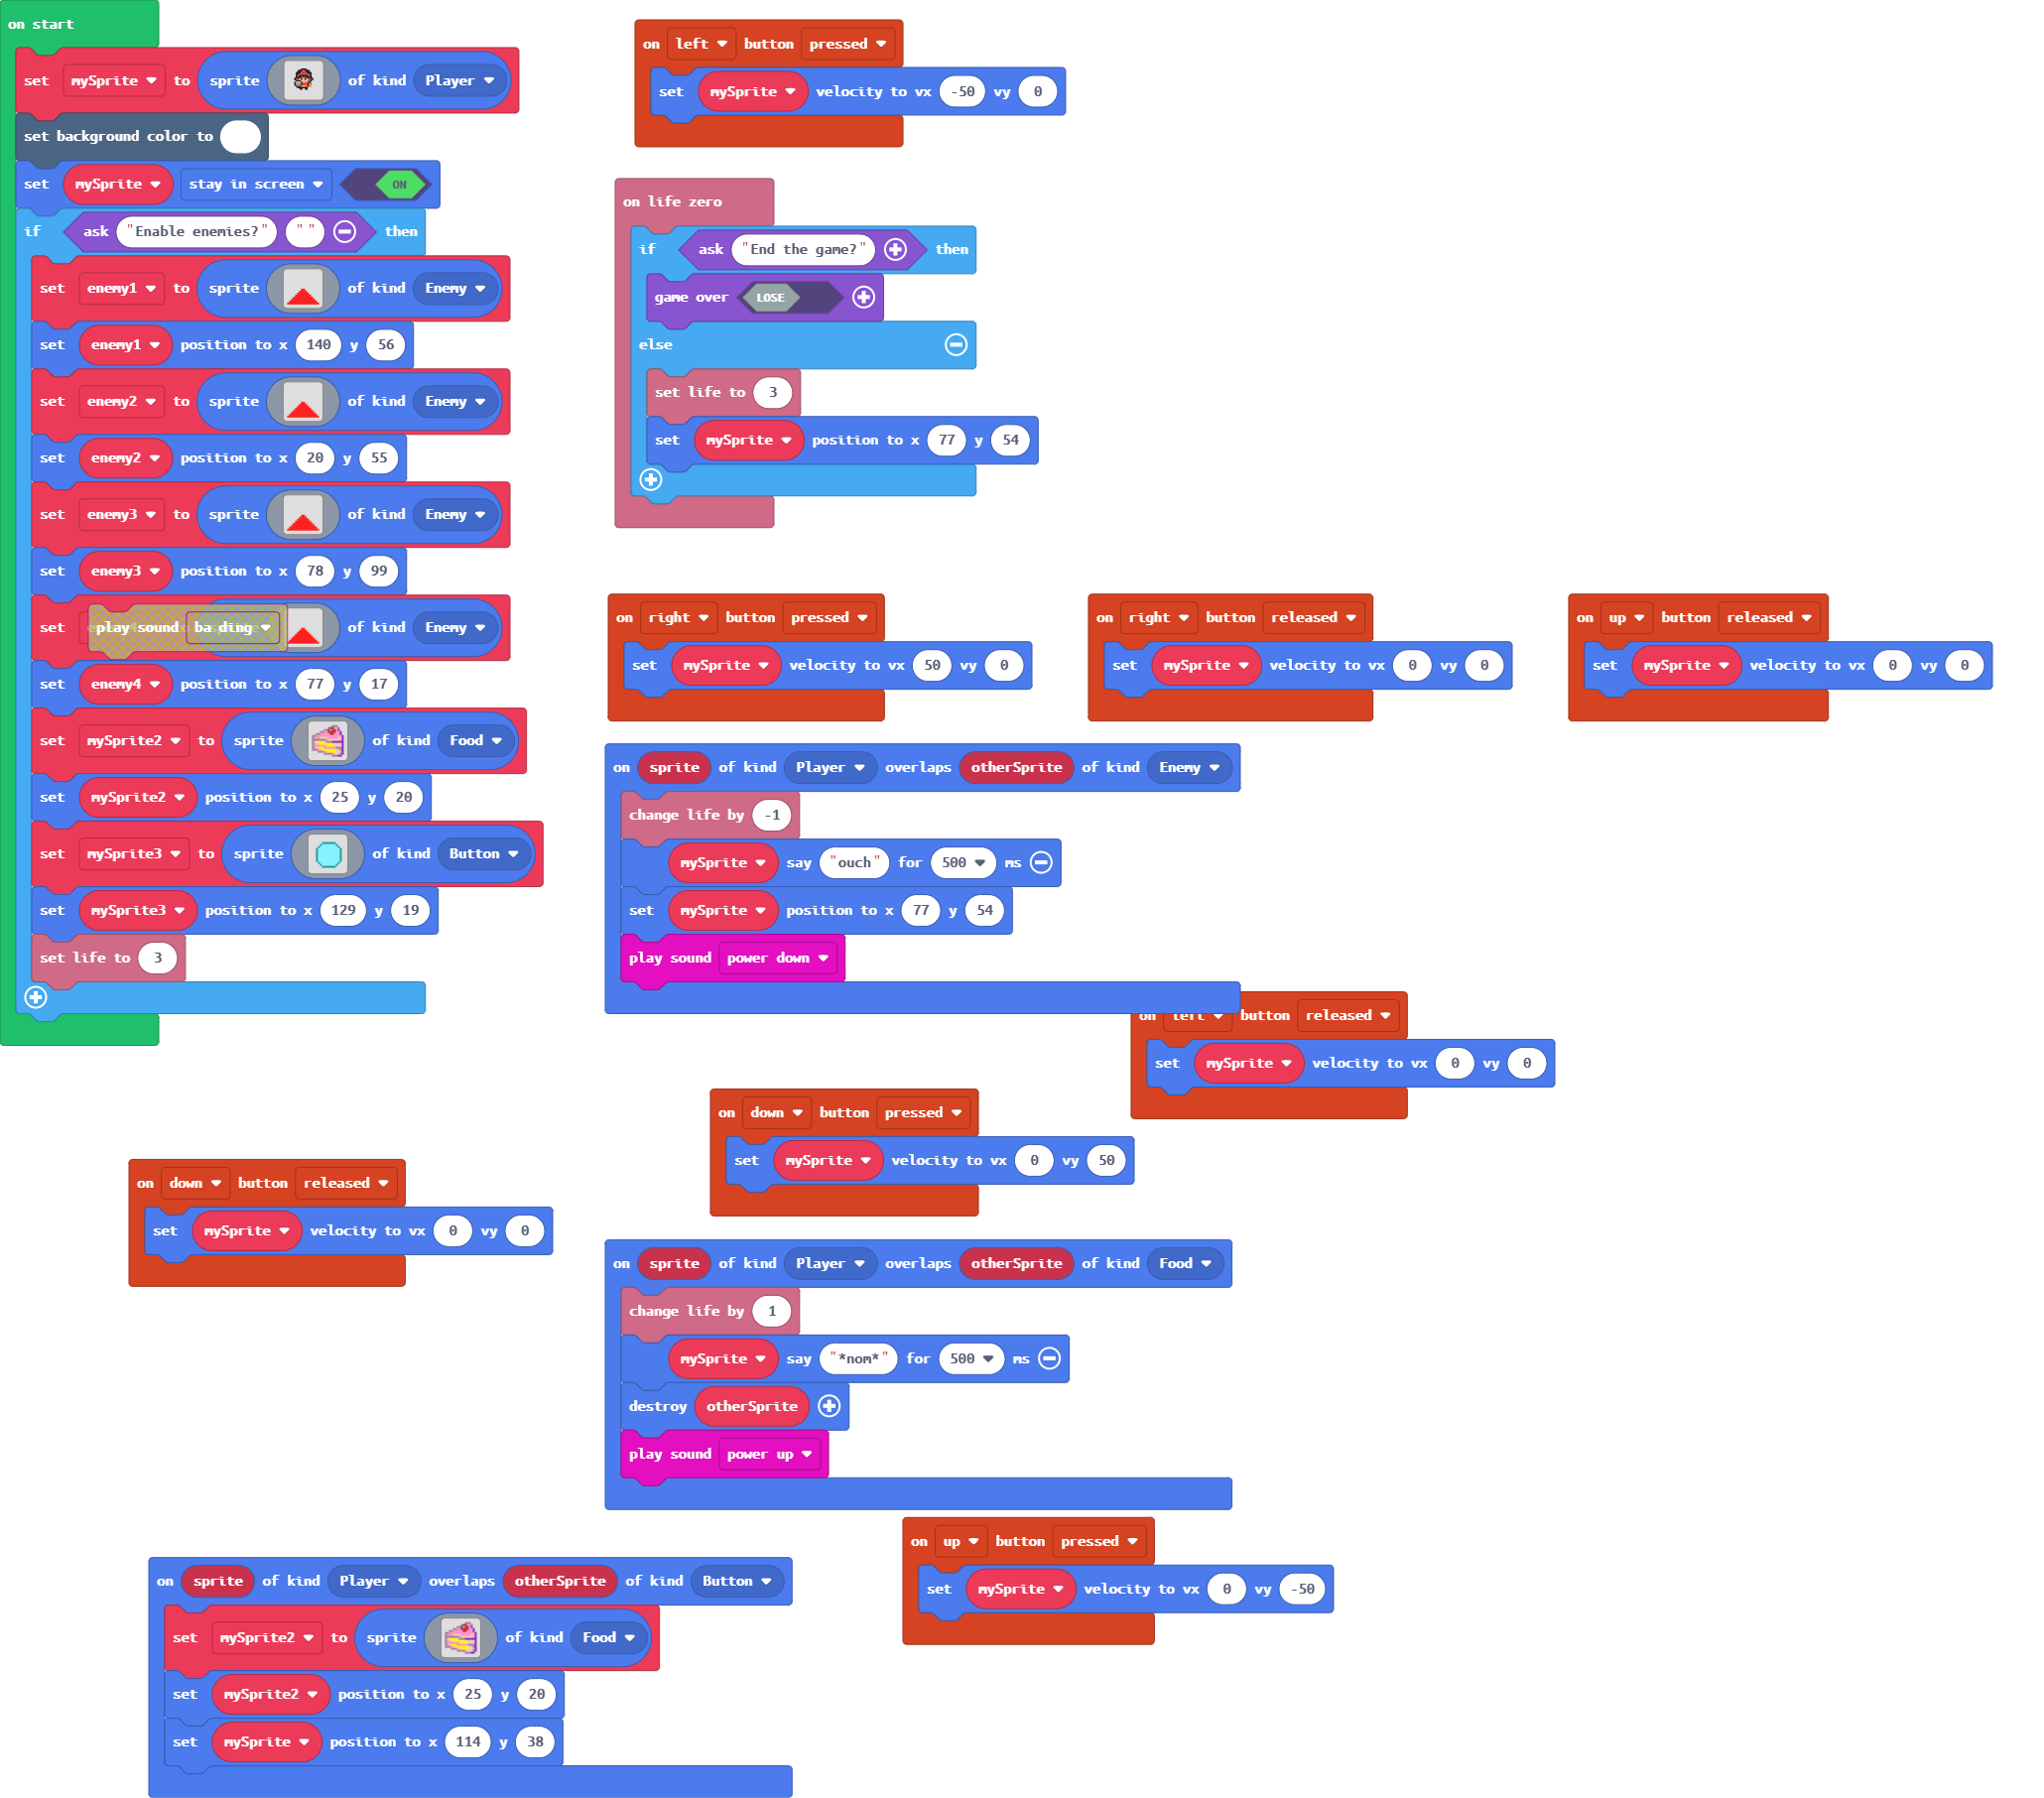 on start
set mySprite to sprite of kind Player
set background color to
set mySprite stay in screen ON
if ask "Enable enemies?" " " then
set enemy1 to sprite of kind Enemy
set enemy1 position to x 140 y 56
set enemy2 to sprite of kind Enemy
set enemy2 position to x 20 y 55
set enemy3 to sprite of kind Enemy
set enemy3 position to x 78 y 99
set of kind Enemy
play sound ba ding
set enemy4 position to x 77 y 17
set mySprite2 to sprite of kind Food
set mySprite2 position to x 25 y 20
set mySprite3 to sprite of kind Button
set mySprite3 position to x 129 y 19
set life to 3
on left button pressed
set mySprite velocity to vx -50 vy 0
on life zero
if ask "End the game?" then
game over LOSE
else
set life to 3
set mySprite position to x 77 y 54
on right button pressed
set mySprite velocity to vx 50 vy 0
on right button released
set mySprite velocity to vx 0 vy 0
on up button released
set mySprite velocity to vx 0 vy 0
on sprite of kind Player overlaps otherSprite of kind Enemy
change life by -1
mySprite say "ouch" for 500 ms
set mySprite position to x 77 y 54
play sound power down
on left button released
set mySprite velocity to vx 0 vy 0
on down button pressed
set mySprite velocity to vx 0 vy 50
on down button released
set mySprite velocity to vx 0 vy 0
on sprite of kind Player overlaps otherSprite of kind Food
change life by 1
mySprite say "*nom*" for 500 ms
destroy otherSprite
play sound power up
on up button pressed
set mySprite velocity to vx 0 vy -50
on sprite of kind Player overlaps otherSprite of kind Button
set mySprite2 to sprite of kind Food
set mySprite2 position to x 25 y 20
set mySprite position to x 114 y 38